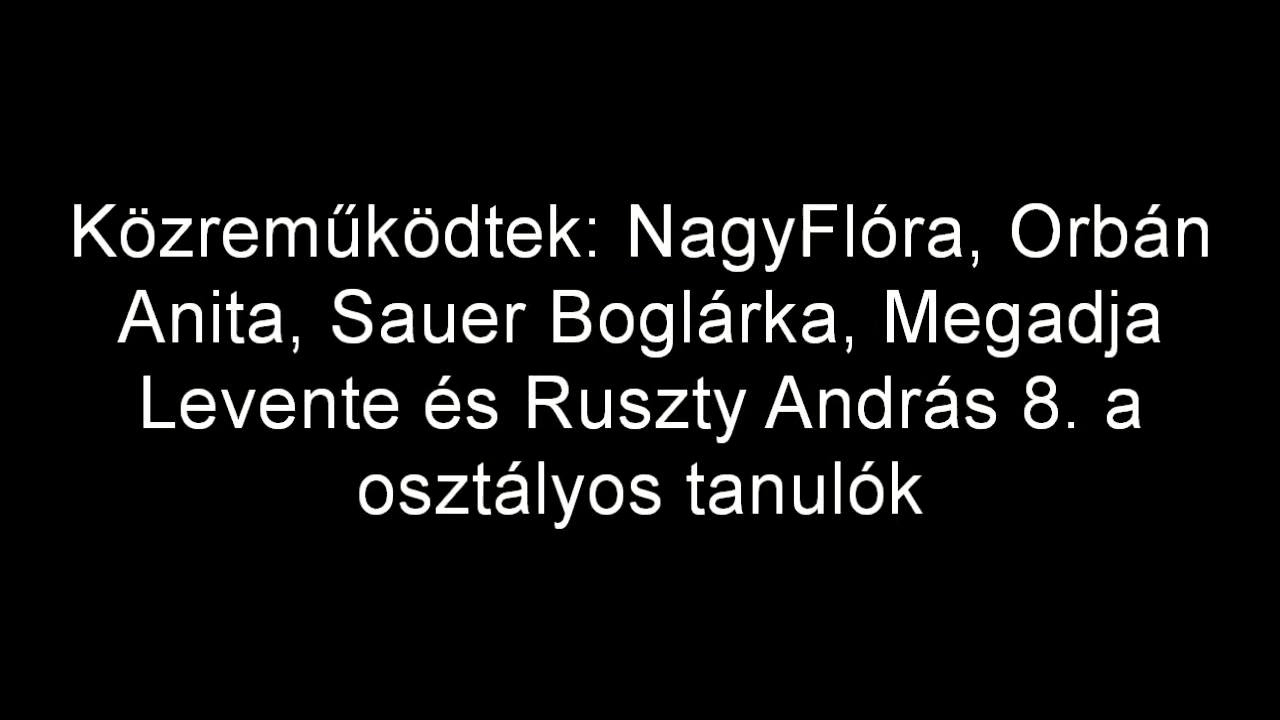 Közreműködtek: NagyFlóra, Orbán
Anita, Sauer Boglárka, Megadja
Levente és Ruszty András 8. a
osztályos tanulók